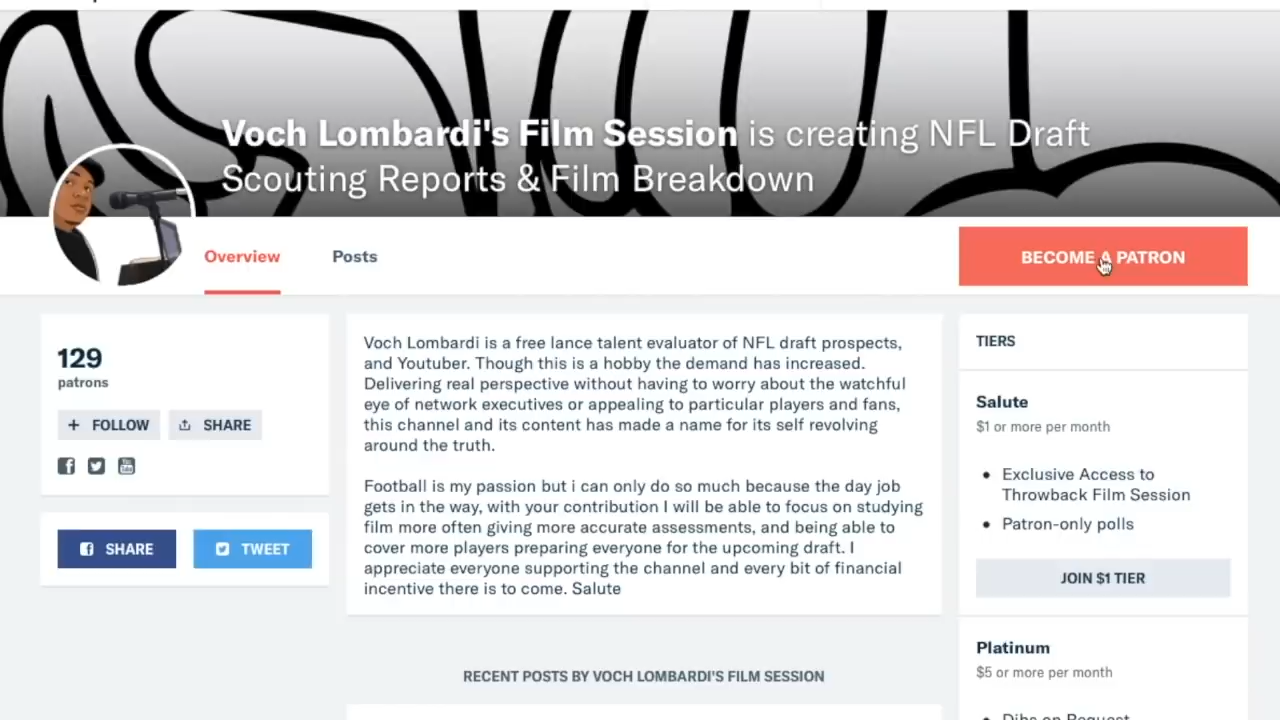 Voch Lombardi's Film Session is creating NFL Draft
Scouting Reports & Film Breakdown
Overview
Posts
BECOME A PATRON
129
patrons
+ FOLLOW
SHARE
SHARE
TWEET
Voch Lombardi is a free lance talent evaluator of NFL draft prospects,
and Youtuber. Though this is a hobby the demand has increased.
Delivering real perspective without having to worry about the watchful
eye of network executives or appealing to particular players and fans,
this channel and its content has made a name for its self revolving
around the truth.
Football is my passion but i can only do so much because the day job
gets in the way, with your contribution I will be able to focus on studying
film more often giving more accurate assessments, and being able to
cover more players preparing everyone for the upcoming draft. I
appreciate everyone supporting the channel and every bit of financial
incentive there is to come. Salute
RECENT POSTS BY VOCH LOMBARDI'S FILM SESSION
TIERS
Salute
$1 or more per month
• Exclusive Access to
Throwback Film Session
• Patron-only polls
JOIN $1 TIER
Platinum
$5 or more per month
• Dibs on Request